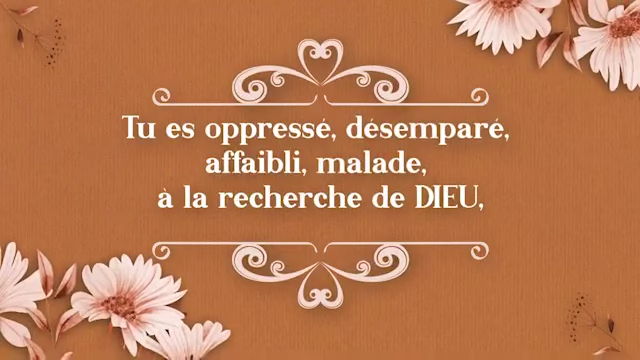 Tu es oppressé, désemparé,
affaibli, malade,
à la recherche de DIEU,